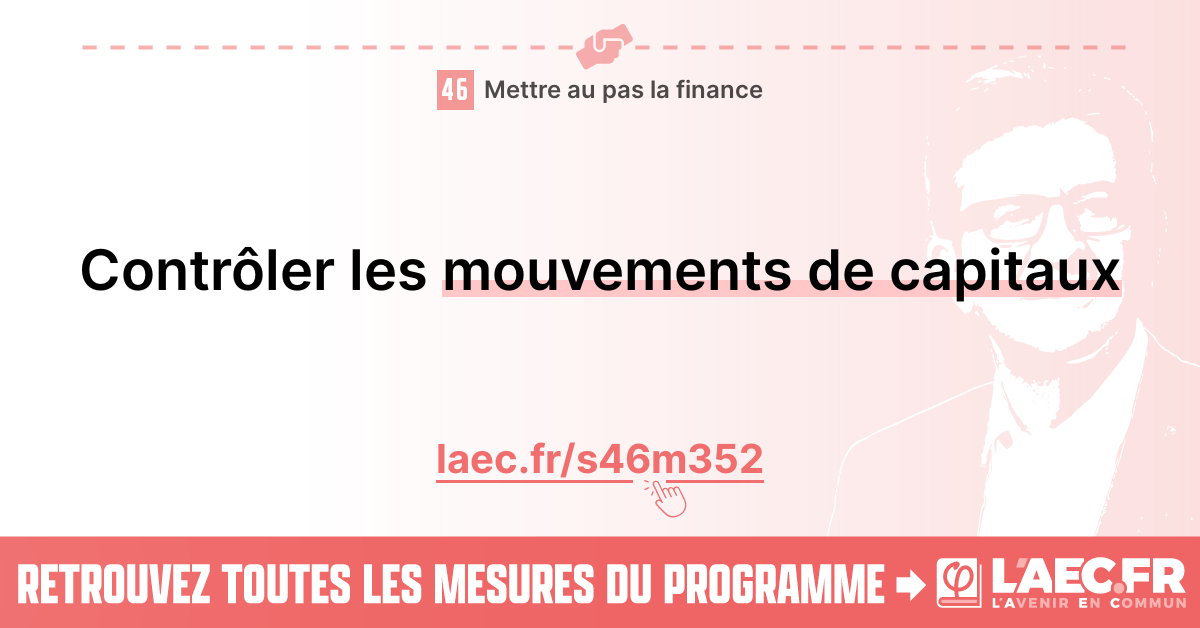 46 Mettre au pas la finance
Contrôler les mouvements de capitaux
laec.fr/s46m352
RETROUVEZ TOUTES LES MESURES DU PROGRAMME
L'AEC.FR
L'AVENIR EN COMMUN